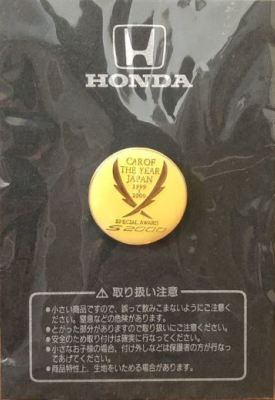 HONDA
CAR OF
THE YEAR
JAPAN
1999
2000
SPECIAL AWARD
S2000
⚠ 取り扱い注意
●小さい商品ですので、誤って飲みこまないようにご注意く
ださい。窒息などの危険があります。
●とがった部分がありますので取り扱いにご注意ください。
●安全のため取り付けは確実に行なってください。
●小さなお子様の場合、付け外しなどは保護者の方が行なっ
てあげてください。
●商品特性上、生地をいためる場合があります。